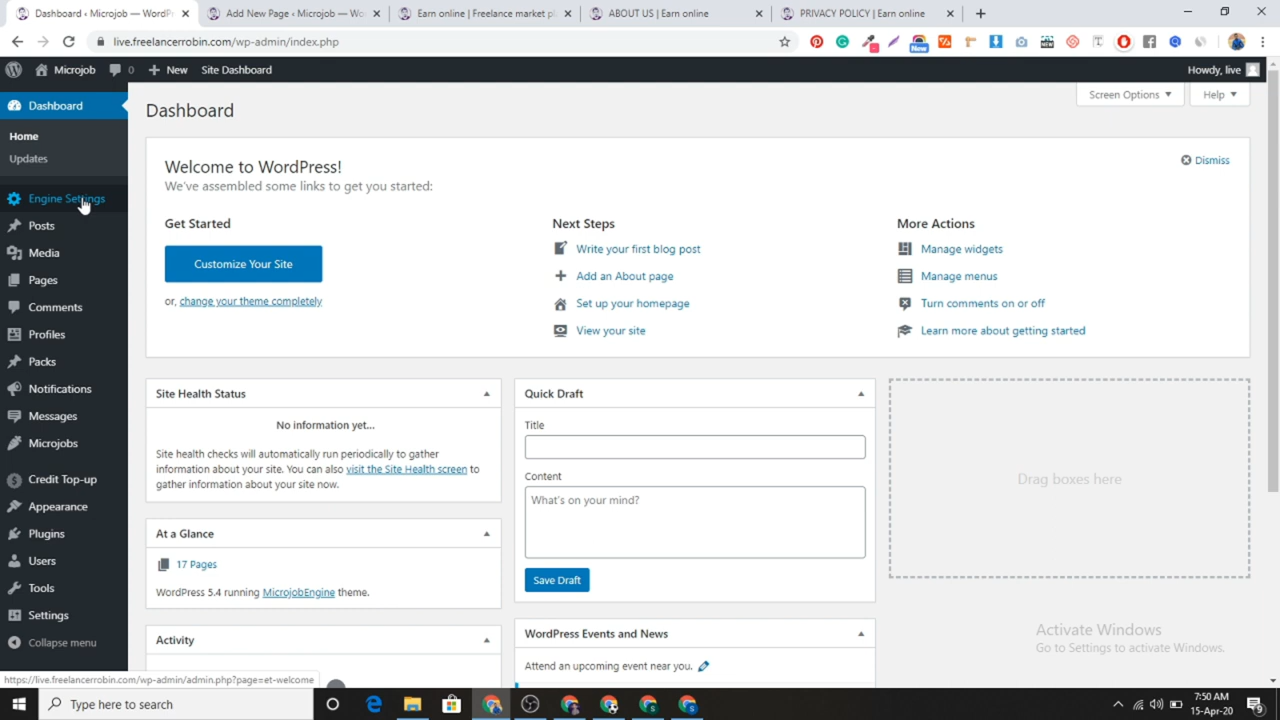 Dashboard ‹ Microjob — WordPr
Add New Page ‹ Microjob — Wo
Earn online | Freelance market pl
ABOUT US | Earn online
PRIVACY POLICY | Earn online
live.freelancerrobin.com/wp-admin/index.php
New
NEW
Microjob
0
New
Site Dashboard
Howdy, live
Dashboard
Home
Updates
Engine Settings
Posts
Media
Pages
Comments
Profiles
Packs
Notifications
Messages
Microjobs
Credit Top-up
Appearance
Plugins
Users
Tools
Settings
Collapse menu
Screen Options
Help
Dashboard
Welcome to WordPress!
We've assembled some links to get you started:
Dismiss
Get Started
Customize Your Site
or, change your theme completely
Next Steps
Write your first blog post
Add an About page
Set up your homepage
View your site
More Actions
Manage widgets
Manage menus
Turn comments on or off
Learn more about getting started
Site Health Status
No information yet...
Site health checks will automatically run periodically to gather
information about your site. You can also visit the Site Health screen to
gather information about your site now.
At a Glance
17 Pages
WordPress 5.4 running MicrojobEngine theme.
Activity
Quick Draft
Title
Content
What's on your mind?
Save Draft
WordPress Events and News
Attend an upcoming event near you.
Drag boxes here
Activate Windows
Go to Settings to activate Windows.
https://live.freelancerrobin.com/wp-admin/admin.php?page=et-welcome
Type here to search
7:50 AM
15-Apr-20
9